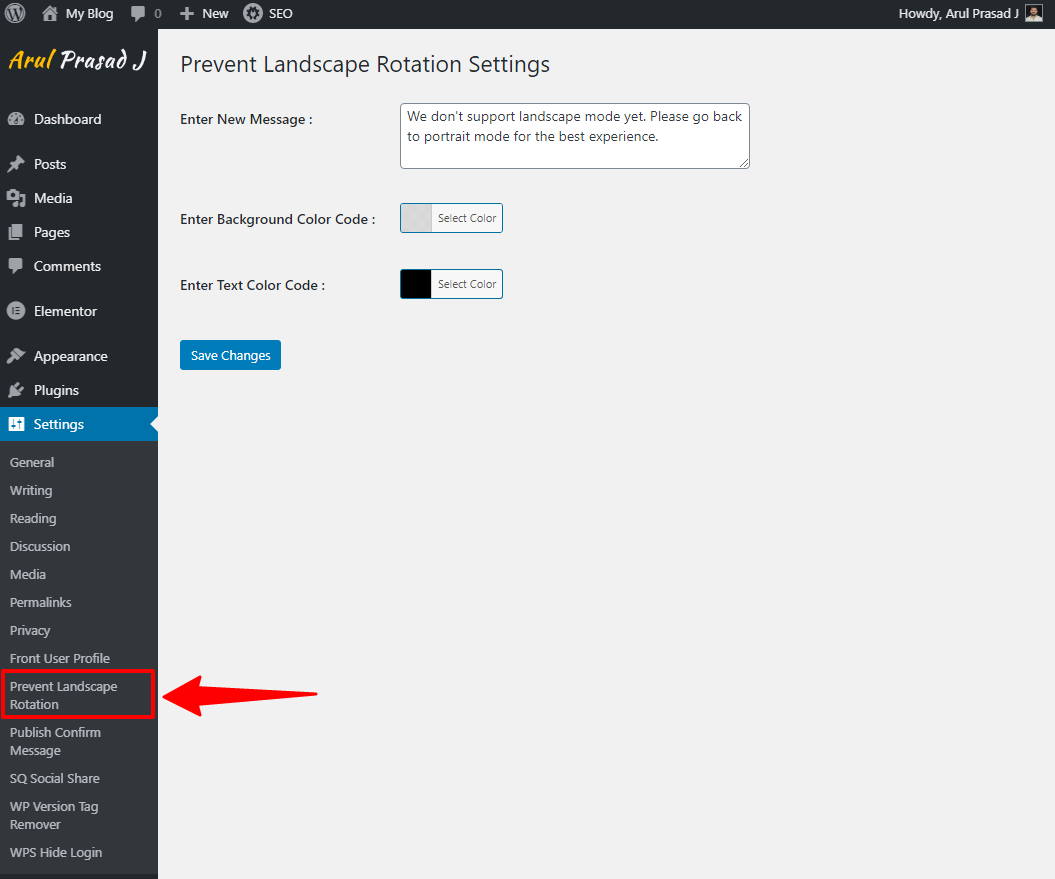 My Blog 0 New SEO Howdy, Arul Prasad J
Arul Prasad J
Dashboard
Posts
Media
Pages
Comments
Elementor
Appearance
Plugins
Settings
General
Writing
Reading
Discussion
Media
Permalinks
Privacy
Front User Profile
Prevent Landscape
Rotation
Publish Confirm
Message
SQ Social Share
WP Version Tag
Remover
WPS Hide Login
Prevent Landscape Rotation Settings
Enter New Message :
We don't support landscape mode yet. Please go back
to portrait mode for the best experience.
Enter Background Color Code :
Select Color
Enter Text Color Code :
Select Color
Save Changes